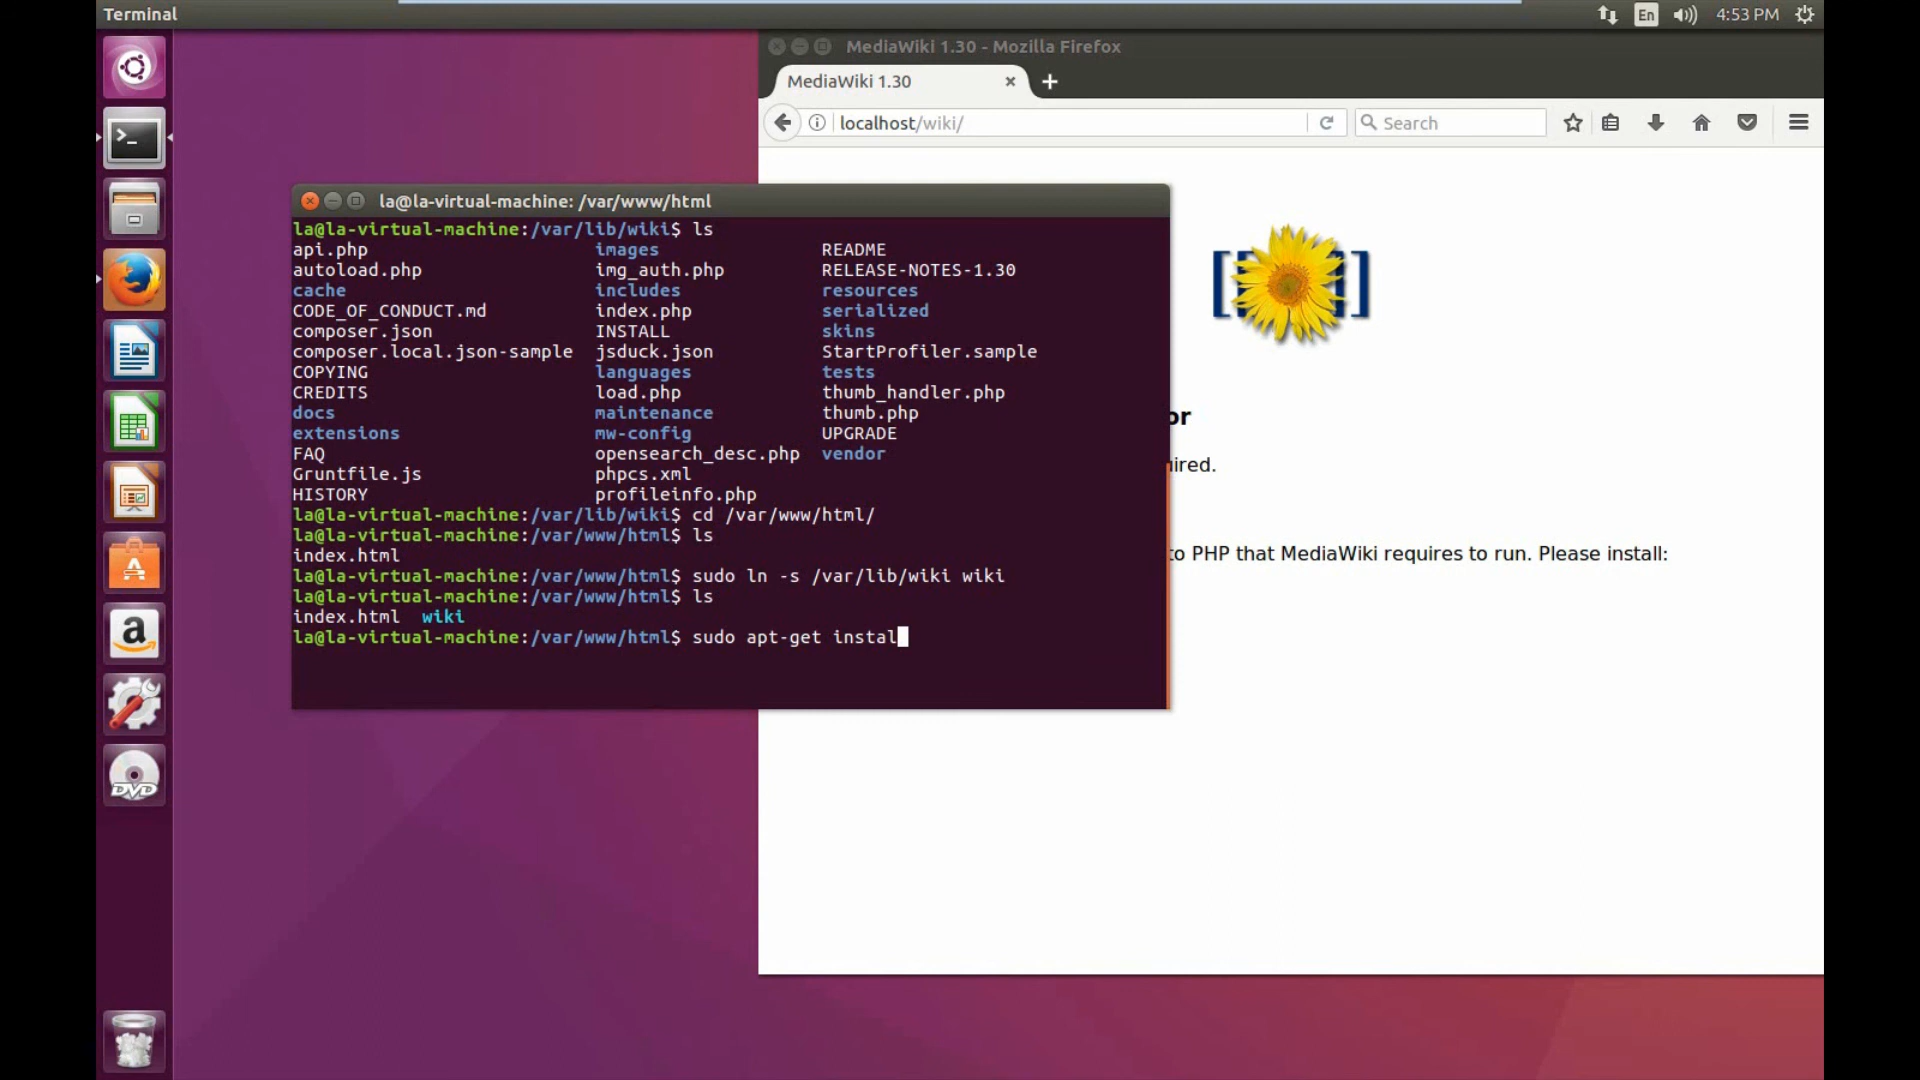 Terminal
En
4:53 PM
MediaWiki 1.30 - Mozilla Firefox
MediaWiki 1.30
localhost/wiki/
Search
la@la-virtual-machine: /var/www/html
la@la-virtual-machine:/var/lib/wiki$ ls
api.php images README
autoload.php img_auth.php RELEASE-NOTES-1.30
cache includes resources
CODE_OF_CONDUCT.md index.php serialized
composer.json INSTALL skins
composer.local.json-sample jsduck.json StartProfiler.sample
COPYING languages tests
CREDITS load.php thumb_handler.php
docs maintenance thumb.php
extensions mw-config UPGRADE
FAQ opensearch_desc.php vendor
Gruntfile.js phpcs.xml
HISTORY profileinfo.php
la@la-virtual-machine:/var/lib/wiki$ cd /var/www/html/
la@la-virtual-machine:/var/www/html$ ls
index.html
la@la-virtual-machine:/var/www/html$ sudo ln -s /var/lib/wiki wiki
la@la-virtual-machine:/var/www/html$ ls
index.html wiki
la@la-virtual-machine:/var/www/html$ sudo apt-get instal
or
ired.
to PHP that MediaWiki requires to run. Please install:
A
a
DVD